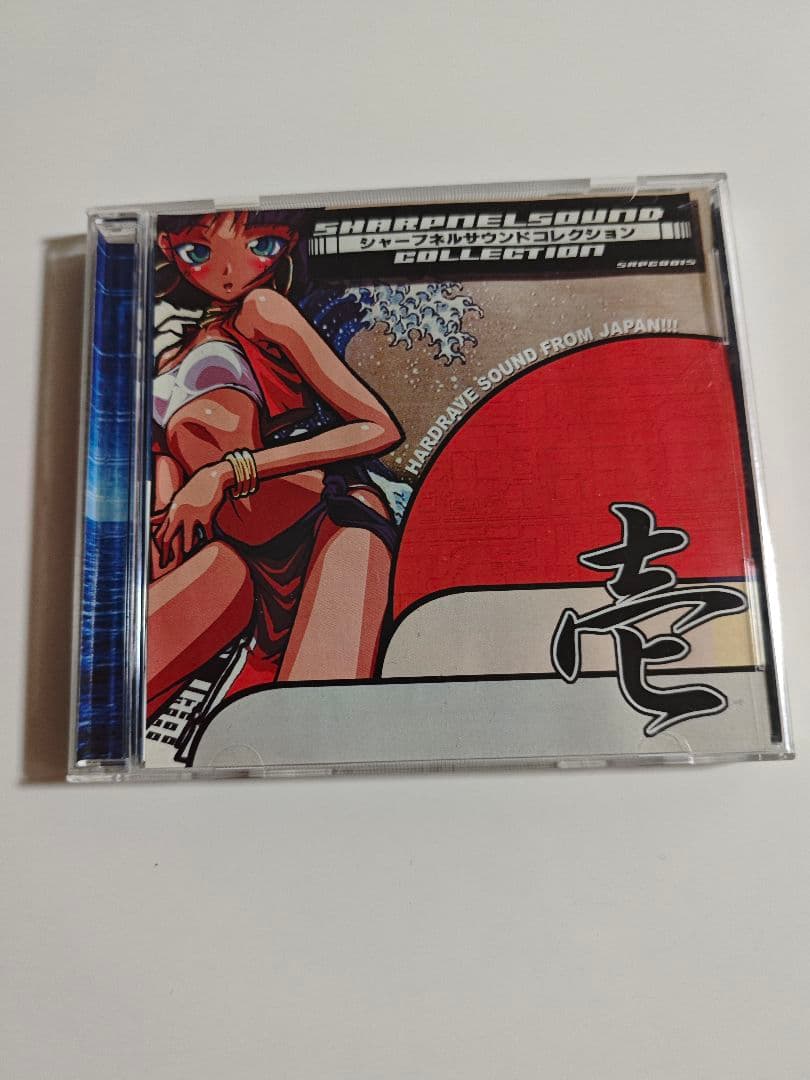 SHARPNELSOUND
シャープネルサウンドコレクション
COLLECTION
SRPC0015
HARDRAVE SOUND FROM JAPAN!!!
壱